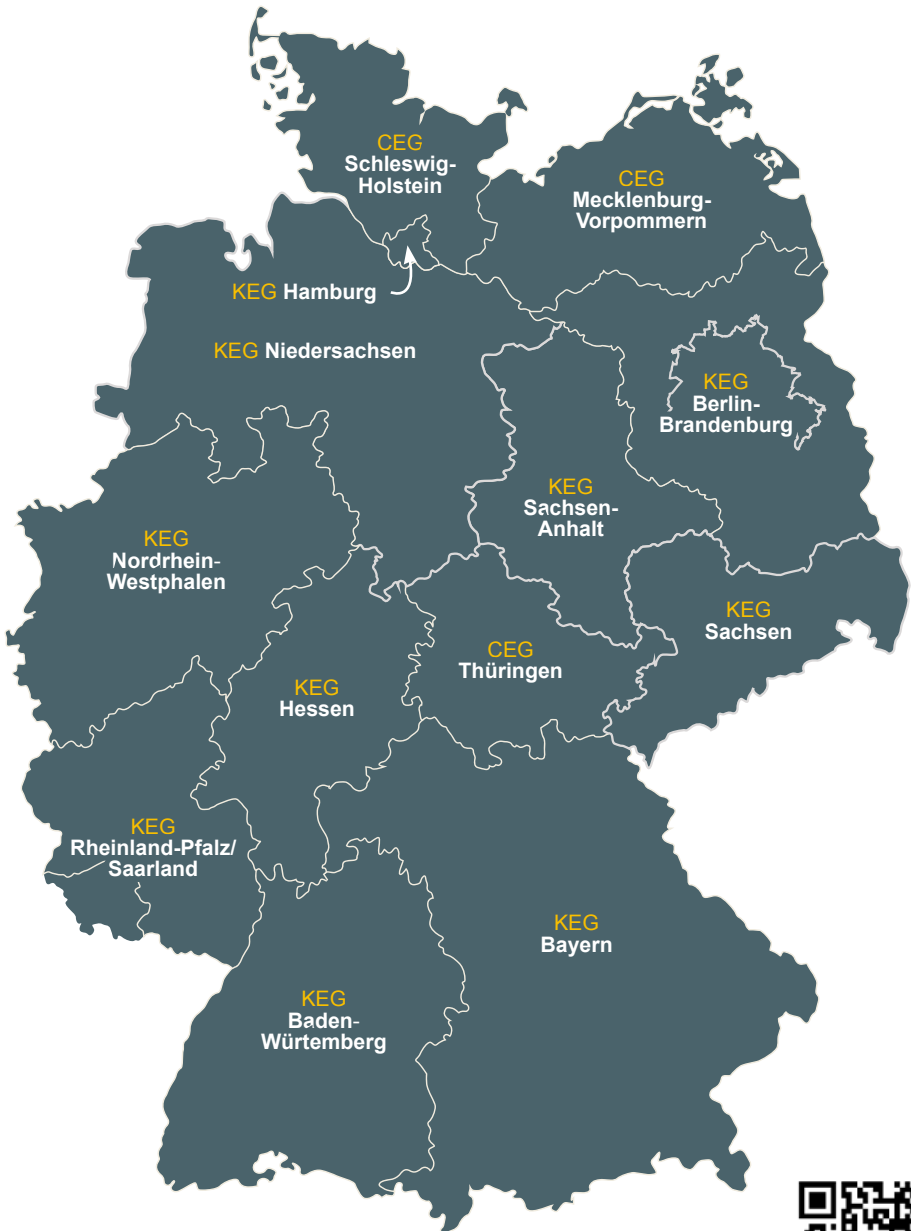 CEG
Schleswig-
Holstein
CEG
Mecklenburg-
Vorpommern
KEG Hamburg
KEG Niedersachsen
KEG
Berlin-
Brandenburg
KEG
Sachsen-
Anhalt
KEG
Nordrhein-
Westphalen
KEG
Sachsen
CEG
Thüringen
KEG
Hessen
KEG
Rheinland-Pfalz/
Saarland
KEG
Bayern
KEG
Baden-
Würtemberg